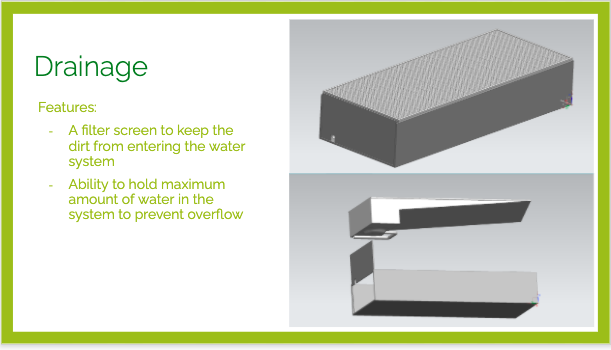 Drainage
Features:
- A filter screen to keep the
dirt from entering the water
system
- Ability to hold maximum
amount of water in the
system to prevent overflow